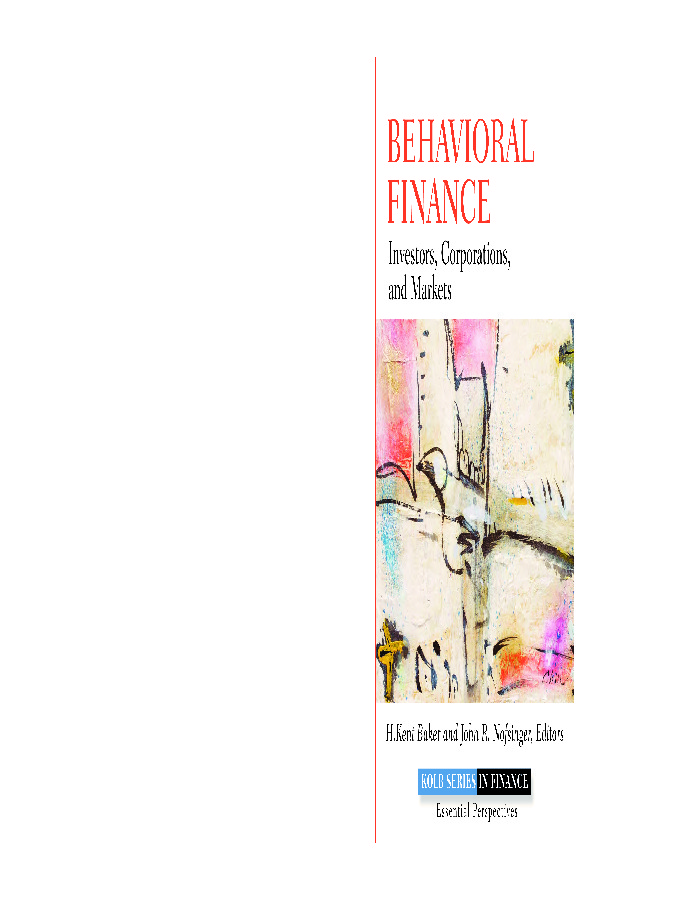 BEHAVIORAL
FINANCE
Investors, Corporations,
and Markets
H.Kent Baker and John R. Nofsinger, Editors
KOLB SERIES IN FINANCE
Essential Perspectives